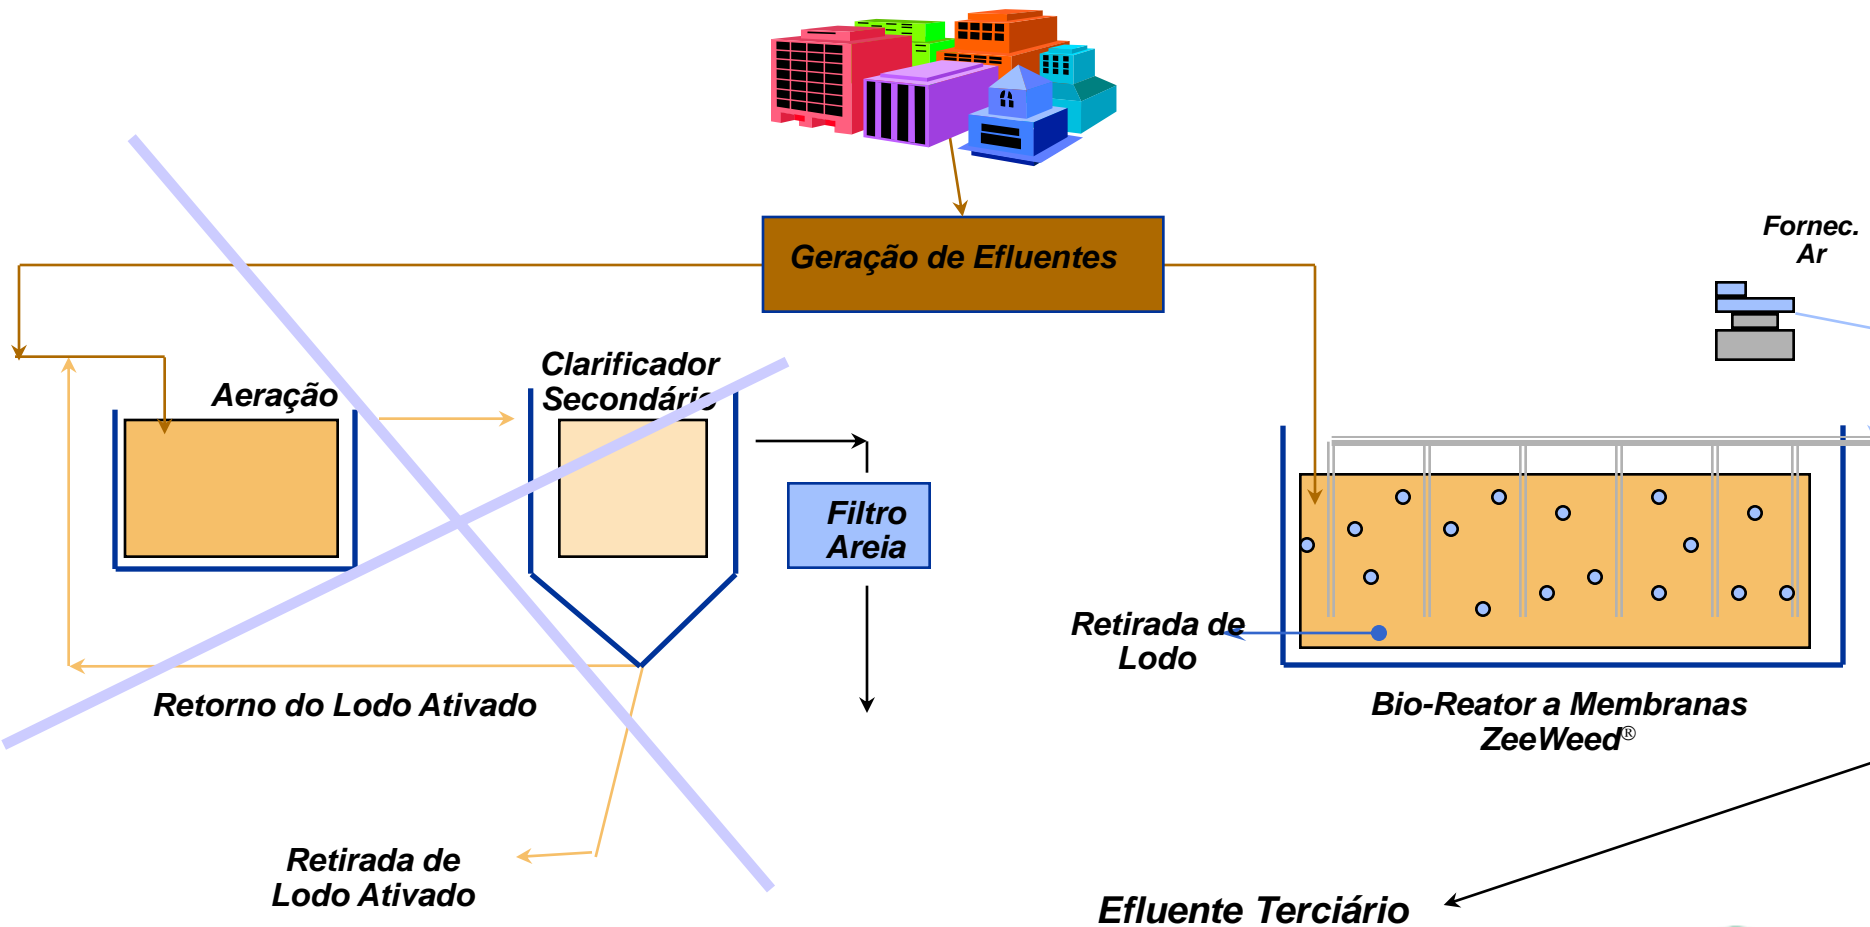 Geração de Efluentes
Fornec.
Ar
Clarificador
Secondário
Aeração
Filtro
Areia
Retirada de
Lodo
Retorno do Lodo Ativado
Bio-Reator a Membranas
ZeeWeed®
Retirada de
Lodo Ativado
Efluente Terciário